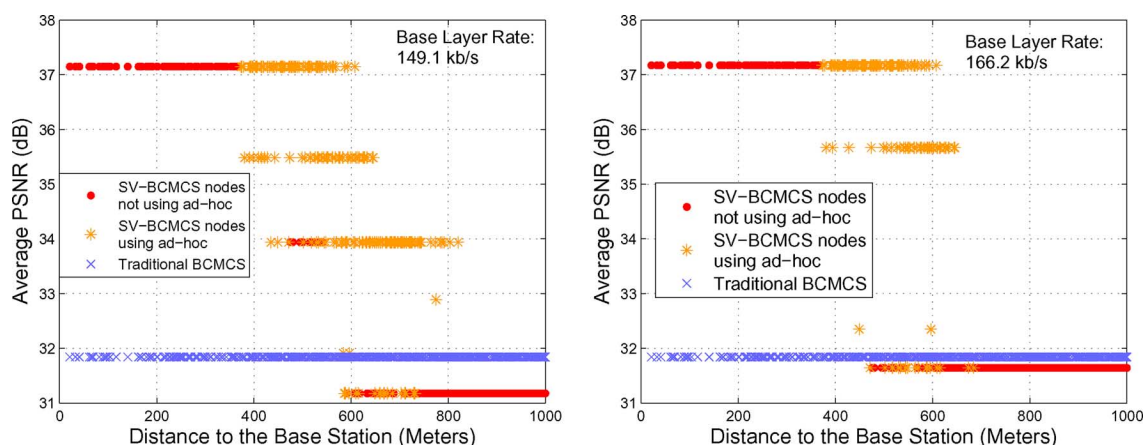 Base Layer Rate:
149.1 kb/s
38
37
36
35
34
33
32
31
Average PSNR (dB)
SV-BCMCS nodes
not using ad-hoc
SV-BCMCS nodes
using ad-hoc
Traditional BCMCS
0
200
400
600
800
1000
Distance to the Base Station (Meters)
Base Layer Rate:
166.2 kb/s
38
37
36
35
34
33
32
31
Average PSNR (dB)
SV-BCMCS nodes
not using ad-hoc
SV-BCMCS nodes
using ad-hoc
Traditional BCMCS
0
200
400
600
800
1000
Distance to the Base Station (Meters)